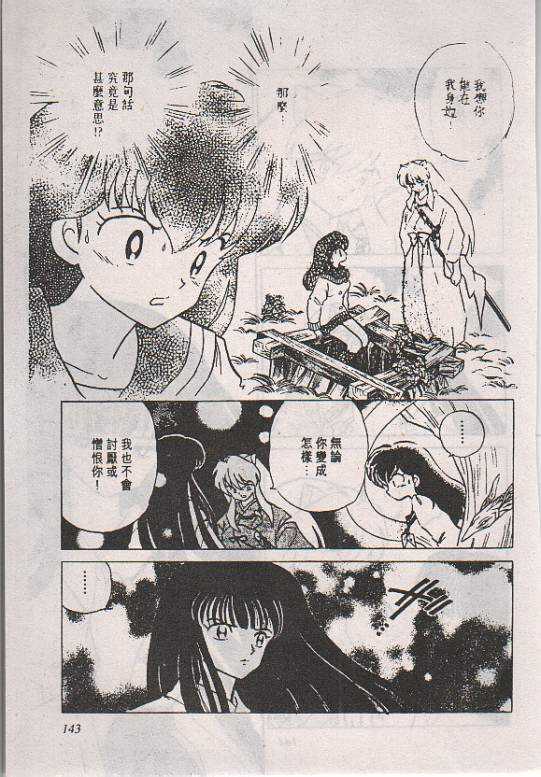 我想你
能在
我身邊!
那麼…
那句話
究竟是
甚麼意思!?
……
無論
你變成
怎樣…
我也不會
討厭或
憎恨你!
……
143